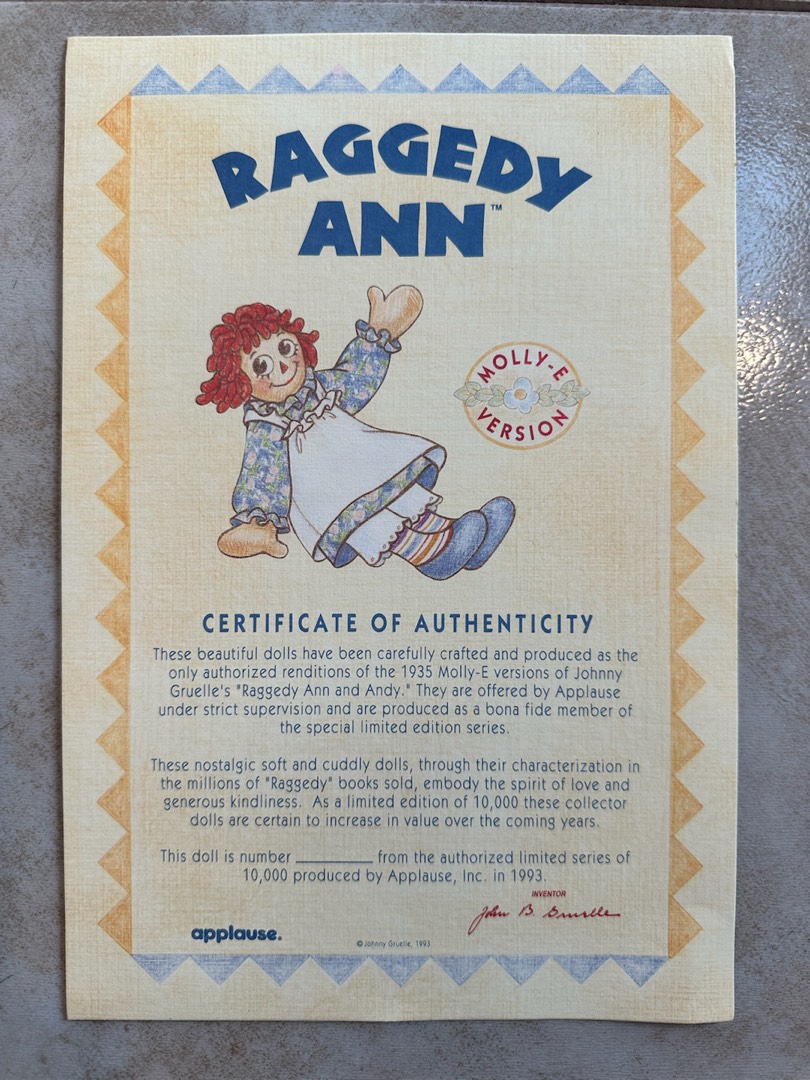 RAGGEDY
ANN™
MOLLY-E
VERSION
CERTIFICATE OF AUTHENTICITY
These beautiful dolls have been carefully crafted and produced as the
only authorized renditions of the 1935 Molly-E versions of Johnny
Gruelle's "Raggedy Ann and Andy." They are offered by Applause
under strict supervision and are produced as a bona fide member of
the special limited edition series.
These nostalgic soft and cuddly dolls, through their characterization in
the millions of "Raggedy" books sold, embody the spirit of love and
generous kindliness. As a limited edition of 10,000 these collector
dolls are certain to increase in value over the coming years.
This doll is number __________ from the authorized limited series of
10,000 produced by Applause, Inc. in 1993.
INVENTOR
John B. Gruelle
applause.
© Johnny Gruelle, 1993